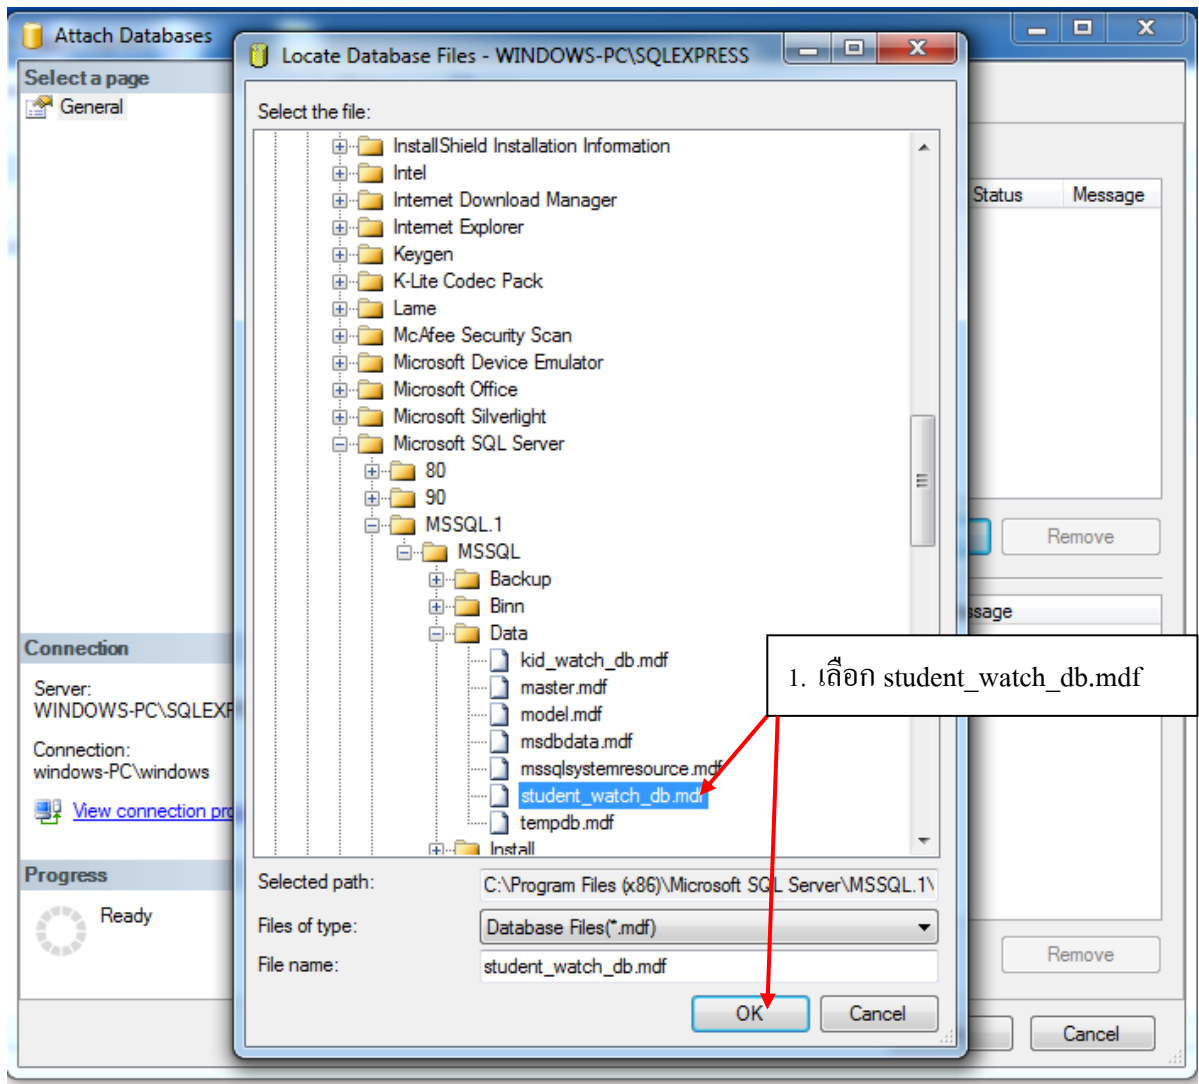 Attach Databases
Select a page
General
Status Message
Remove
Connection
Server:
WINDOWS-PC\SQLEXP
Connection:
windows-PC\windows
View connection pro
Progress
Ready
Remove
Cancel
Locate Database Files - WINDOWS-PC\SQLEXPRESS
Select the file:
InstallShield Installation Information
Intel
Internet Download Manager
Internet Explorer
Keygen
K-Lite Codec Pack
Lame
McAfee Security Scan
Microsoft Device Emulator
Microsoft Office
Microsoft Silverlight
Microsoft SQL Server
80
90
MSSQL.1
MSSQL
Backup
Binn
Data
kid_watch_db.mdf
master.mdf
model.mdf
msdbdata.mdf
mssqlsystemresource.mdf
student_watch_db.mdf
tempdb.mdf
Install
1. เลือก student_watch_db.mdf
Selected path: C:\Program Files (x86)\Microsoft SQL Server\MSSQL.1\
Files of type: Database Files(*.mdf)
File name: student_watch_db.mdf
OK Cancel